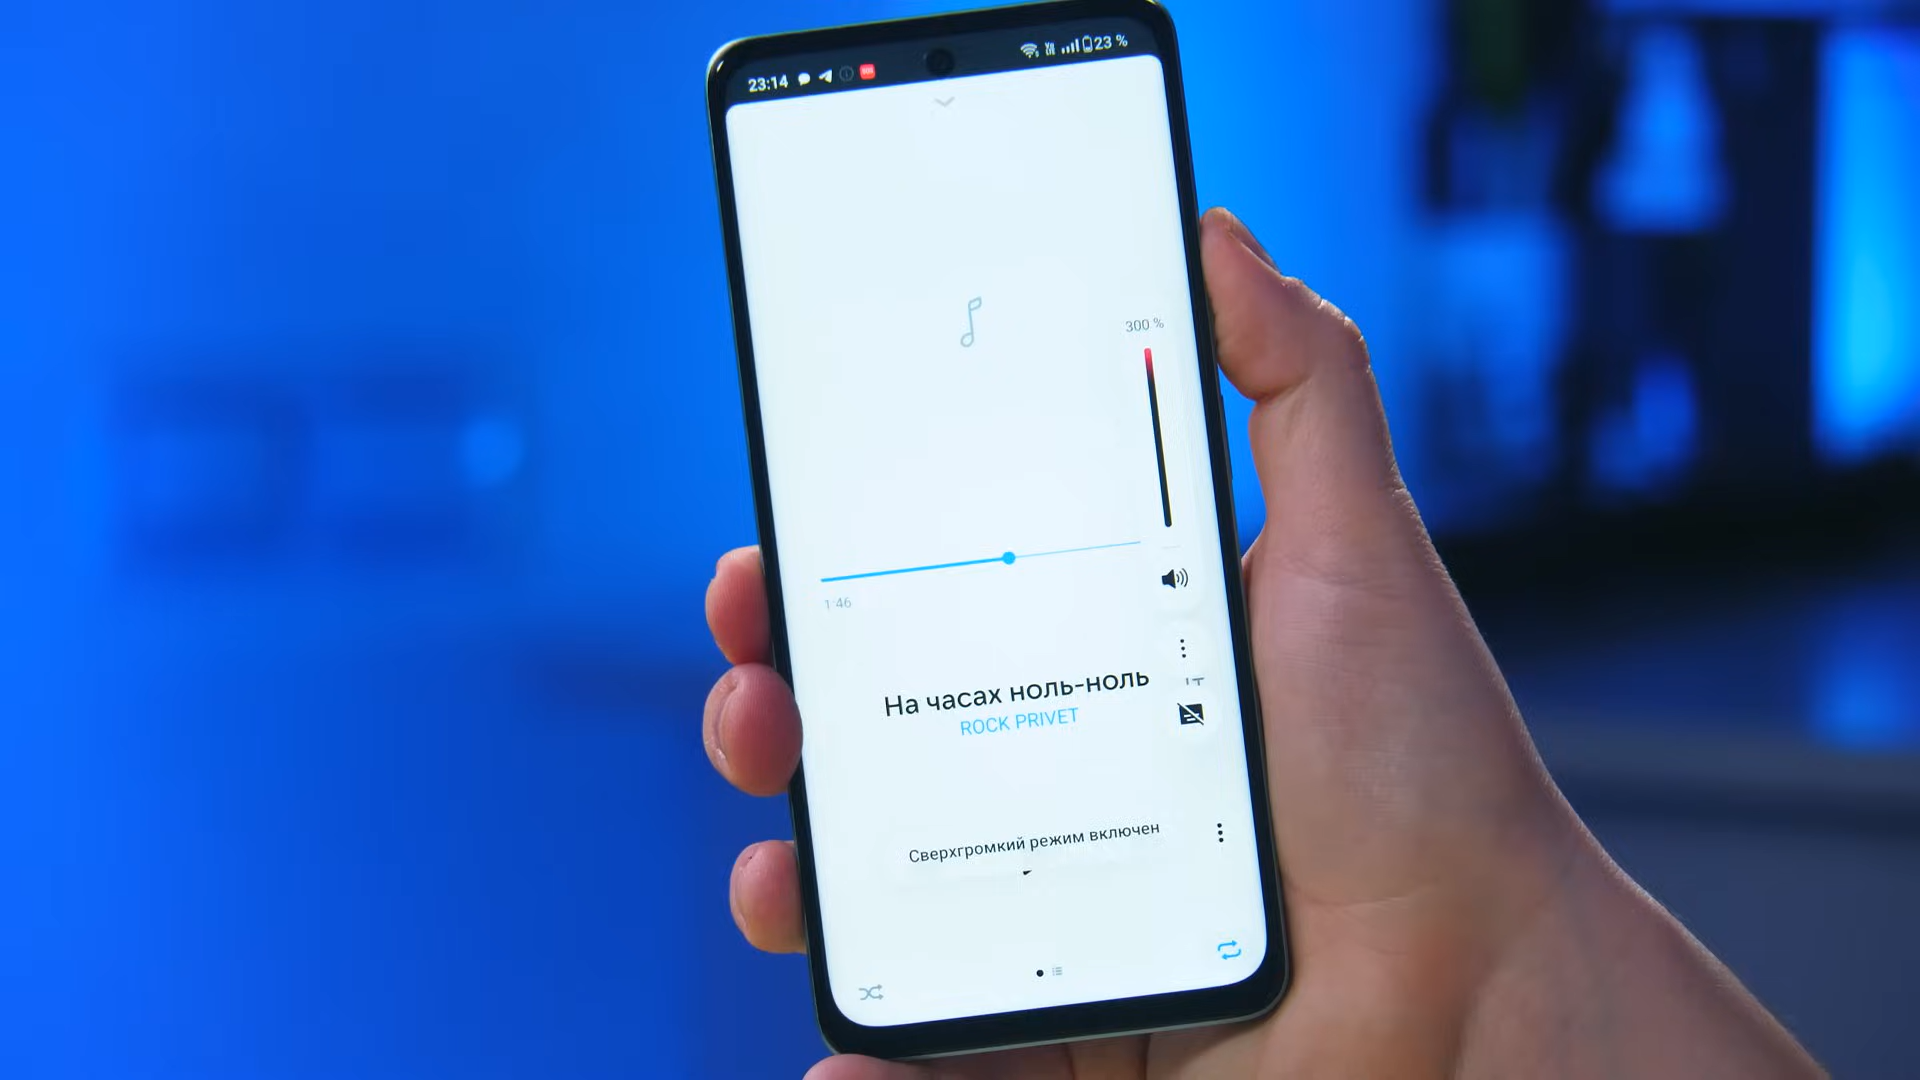 23:14
23 %
300 %
1:46
На часах ноль-ноль
ROCK PRIVET
Сверхгромкий режим включен